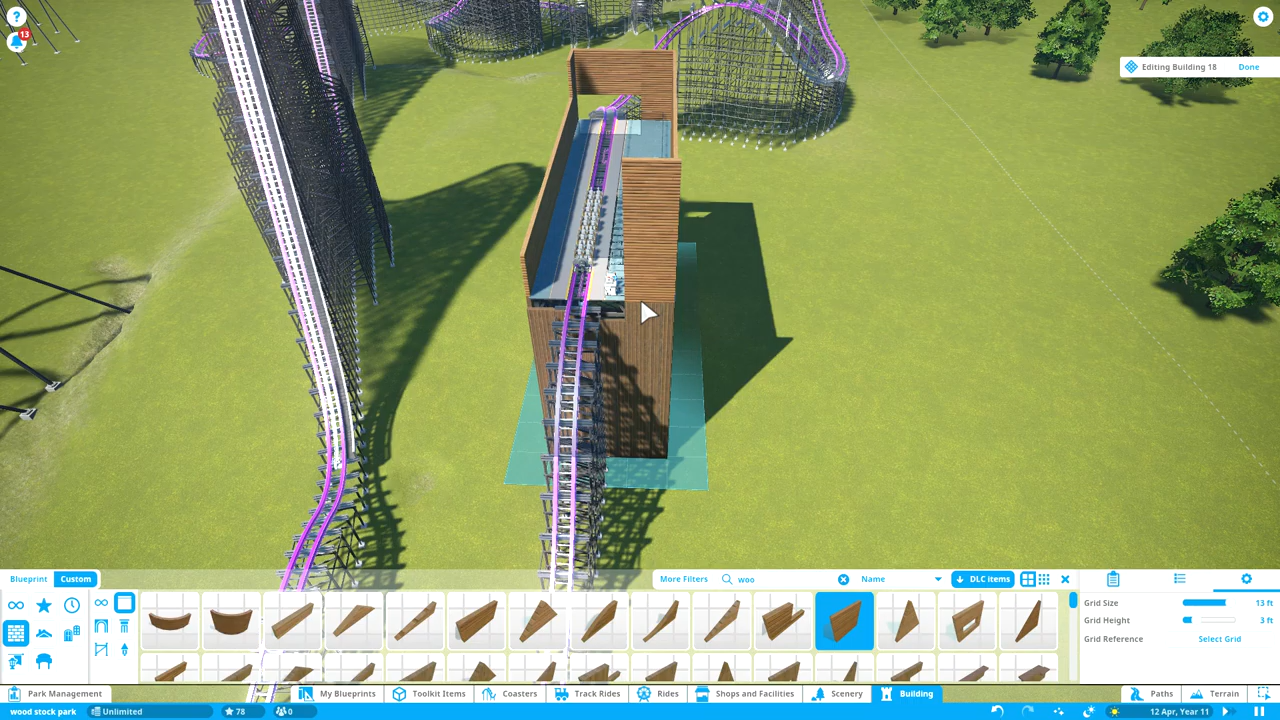 ?
13
Editing Building 18 Done
Blueprint Custom More Filters woo Name DLC items
Grid Size 13 ft
Grid Height 3 ft
Grid Reference Select Grid
Park Management My Blueprints Toolkit Items Coasters Track Rides Rides Shops and Facilities Scenery Building Paths Terrain
wood stock park Unlimited 78 0 12 Apr, Year 11